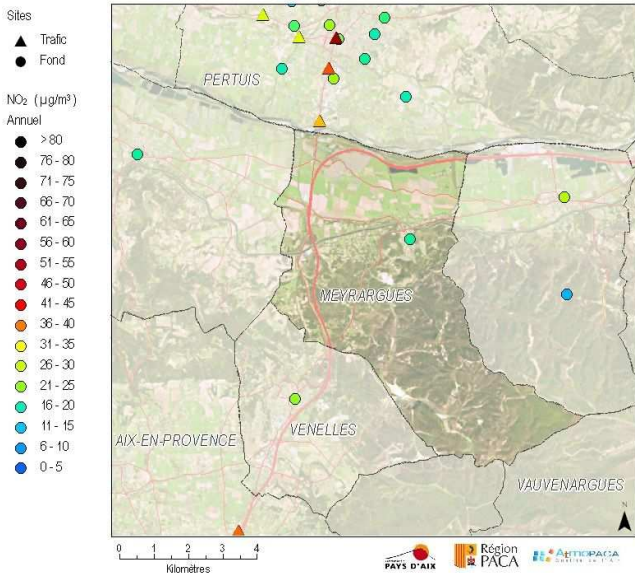 Sites
Trafic
Fond
NO₂ (µg/m³)
Annuel
> 80
76 - 80
71 - 75
66 - 70
61 - 65
56 - 60
51 - 55
46 - 50
41 - 45
36 - 40
31 - 35
26 - 30
21 - 25
16 - 20
11 - 15
6 - 10
0 - 5
PERTUIS
MEYRARGUES
VENELLES
AIX-EN-PROVENCE
VAUVENARGUES
0 1 2 4
Kilomètres
PAYS D'AIX
Région
PACA